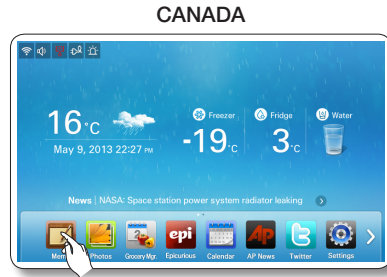 CANADA
16°C
May 9, 2013 22:27 PM
Freezer
-19°C
Fridge
3°C
Water
News | NASA: Space station power system radiator leaking
epi
AP
Photos
Grocery Mgr.
Epicurious
Calendar
AP News
Twitter
Settings